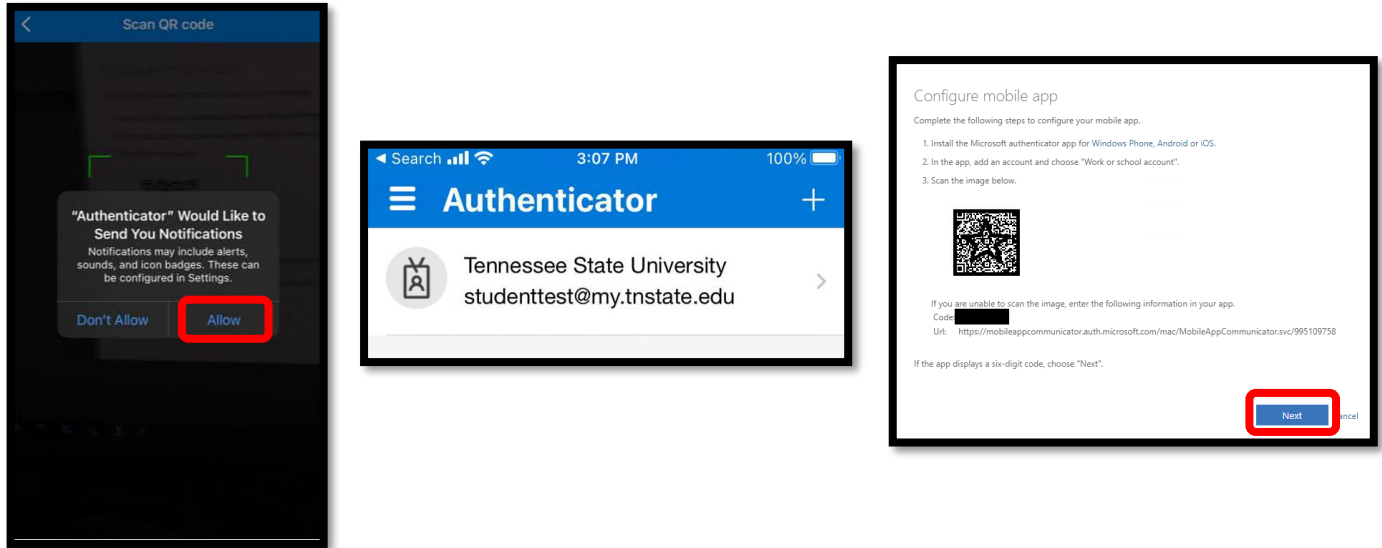 Scan QR code
"Authenticator" Would Like to
Send You Notifications
Notifications may include alerts,
sounds, and icon badges. These can
be configured in Settings.
Don't Allow
Allow
◄ Search
3:07 PM
100%
Authenticator
Tennessee State University
studenttest@my.tnstate.edu
Configure mobile app
Complete the following steps to configure your mobile app.
1. Install the Microsoft authenticator app for Windows Phone, Android or iOS.
2. In the app, add an account and choose "Work or school account".
3. Scan the image below.
If you are unable to scan the image, enter the following information in your app.
Code:
Url: https://mobileappcommunicator.auth.microsoft.com/mac/MobileAppCommunicator.svc/995109758
If the app displays a six-digit code, choose "Next".
Next
ancel